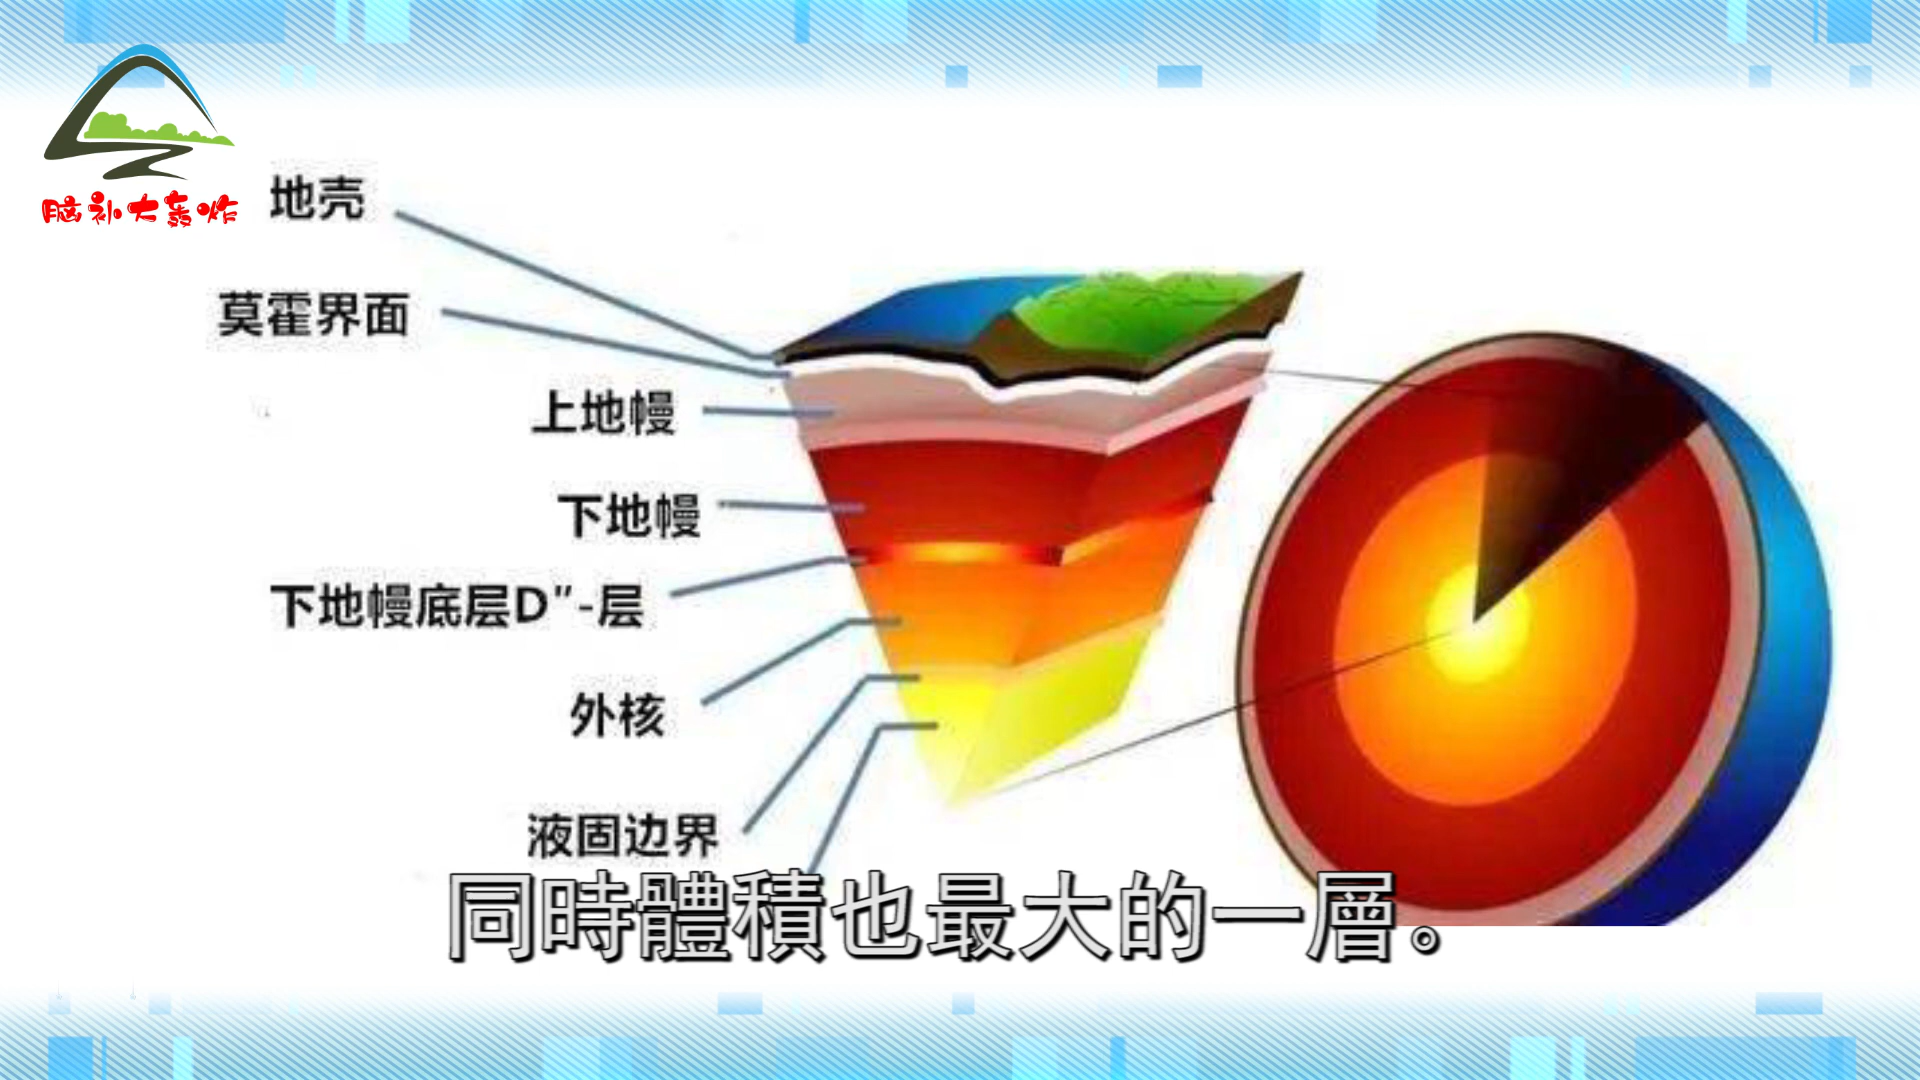 脑补大轰炸
地壳
莫霍界面
上地幔
下地幔
下地幔底层D"-层
外核
液固边界
同時體積也最大的一層。